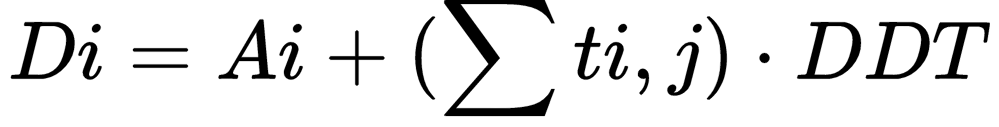 Di = Ai + (∑ ti, j) · DDT